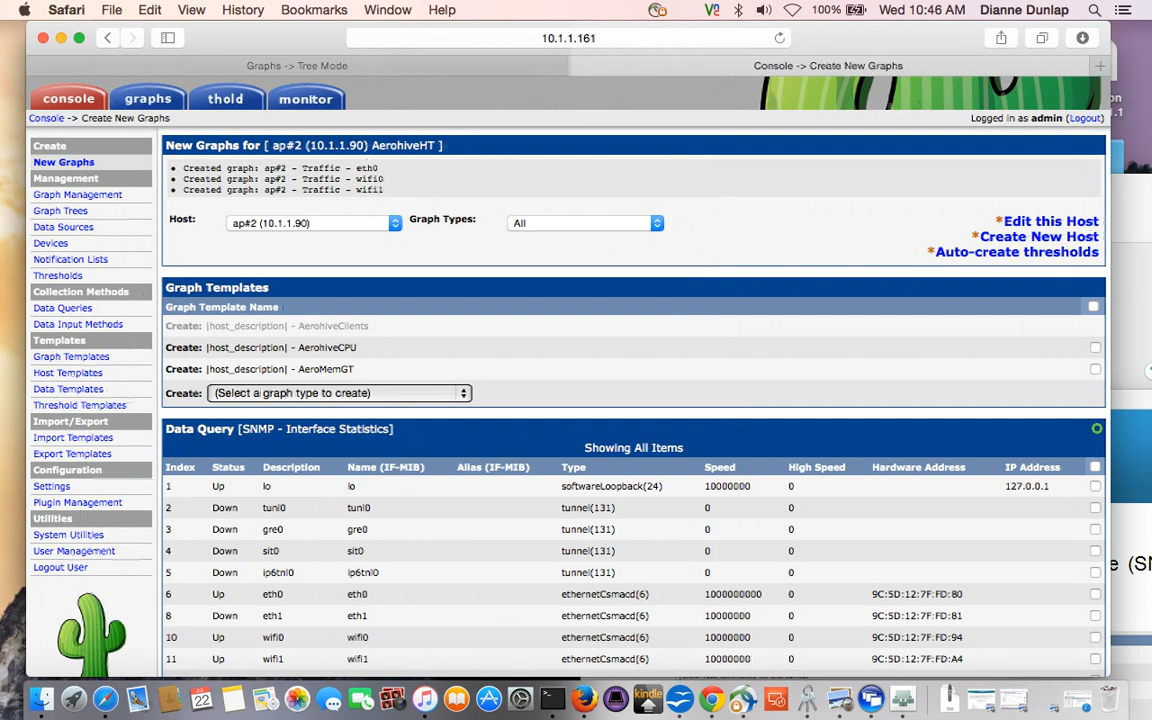 Safari File Edit View History Bookmarks Window Help 100% Wed 10:46 AM Dianne Dunlap
10.1.1.161
Graphs -> Tree Mode Console -> Create New Graphs
console graphs thold monitor
Console -> Create New Graphs Logged in as admin (Logout)
Create
New Graphs
Management
Graph Management
Graph Trees
Data Sources
Devices
Notification Lists
Thresholds
Collection Methods
Data Queries
Data Input Methods
Templates
Graph Templates
Host Templates
Data Templates
Threshold Templates
Import/Export
Import Templates
Export Templates
Configuration
Settings
Plugin Management
Utilities
System Utilities
User Management
Logout User
New Graphs for [ ap#2 (10.1.1.90) AerohiveHT ]
• Created graph: ap#2 - Traffic - eth0
• Created graph: ap#2 - Traffic - wifi0
• Created graph: ap#2 - Traffic - wifi1
Host: ap#2 (10.1.1.90) Graph Types: All
*Edit this Host
*Create New Host
*Auto-create thresholds
Graph Templates
Graph Template Name
Create: |host_description| - AerohiveClients
Create: |host_description| - AerohiveCPU
Create: |host_description| - AeroMemGT
Create: (Select a graph type to create)
Data Query [SNMP - Interface Statistics]
Showing All Items
Index Status Description Name (IF-MIB) Alias (IF-MIB) Type Speed High Speed Hardware Address IP Address
1 Up lo lo softwareLoopback(24) 10000000 0 127.0.0.1
2 Down tunl0 tunl0 tunnel(131) 0 0
3 Down gre0 gre0 tunnel(131) 0 0
4 Down sit0 sit0 tunnel(131) 0 0
5 Down ip6tnl0 ip6tnl0 tunnel(131) 0 0
6 Up eth0 eth0 ethernetCsmacd(6) 1000000000 0 9C:5D:12:7F:FD:80
8 Down eth1 eth1 ethernetCsmacd(6) 10000000 0 9C:5D:12:7F:FD:81
10 Up wifi0 wifi0 ethernetCsmacd(6) 10000000 0 9C:5D:12:7F:FD:94
11 Up wifi1 wifi1 ethernetCsmacd(6) 10000000 0 9C:5D:12:7F:FD:A4
on
1.1
e (SN
22
kindle